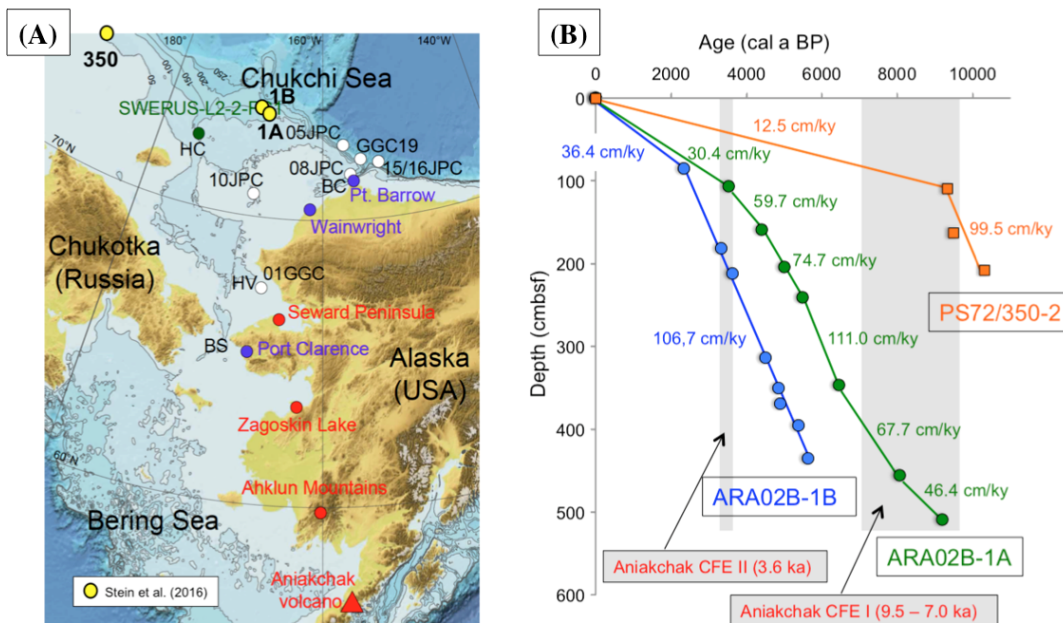 (A)
180°
160°W
140°W
350
50
100
150
200
250
Chukchi Sea
1B
SWERUS-L2-2-
1A
05JPC
HC
GGC19
70°N
08JPC
15/16JPC
BC
10JPC
Pt. Barrow
Wainwright
Chukotka
(Russia)
HV
01GGC
Seward Peninsula
BS
Port Clarence
Alaska
(USA)
Zagoskin Lake
60°N
Ahklun Mountains
Bering Sea
Aniakchak
volcano
Stein et al. (2016)
(B)
Age (cal a BP)
0
2000
4000
6000
8000
10000
Depth (cmbsf)
0
100
200
300
400
500
600
12.5 cm/ky
36.4 cm/ky
30.4 cm/ky
59.7 cm/ky
99.5 cm/ky
74.7 cm/ky
PS72/350-2
106,7 cm/ky
111.0 cm/ky
67.7 cm/ky
ARA02B-1B
46.4 cm/ky
ARA02B-1A
Aniakchak CFE II (3.6 ka)
Aniakchak CFE I (9.5 – 7.0 ka)